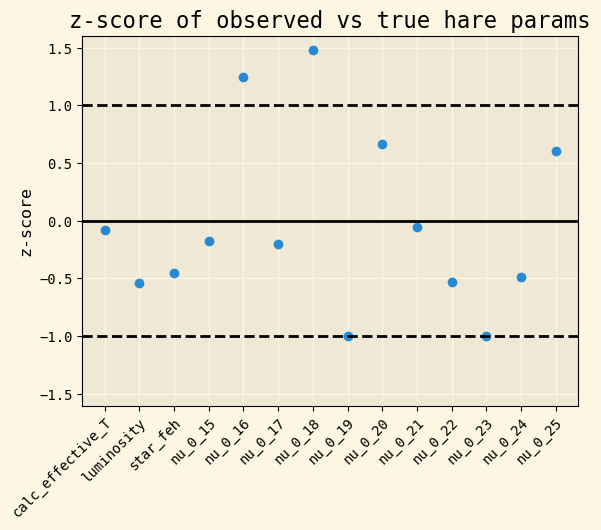 z-score of observed vs true hare params
1.5
1.0
0.5
0.0
−0.5
−1.0
−1.5
z-score
calc_effective_T
luminosity
star_feh
nu_0_15
nu_0_16
nu_0_17
nu_0_18
nu_0_19
nu_0_20
nu_0_21
nu_0_22
nu_0_23
nu_0_24
nu_0_25